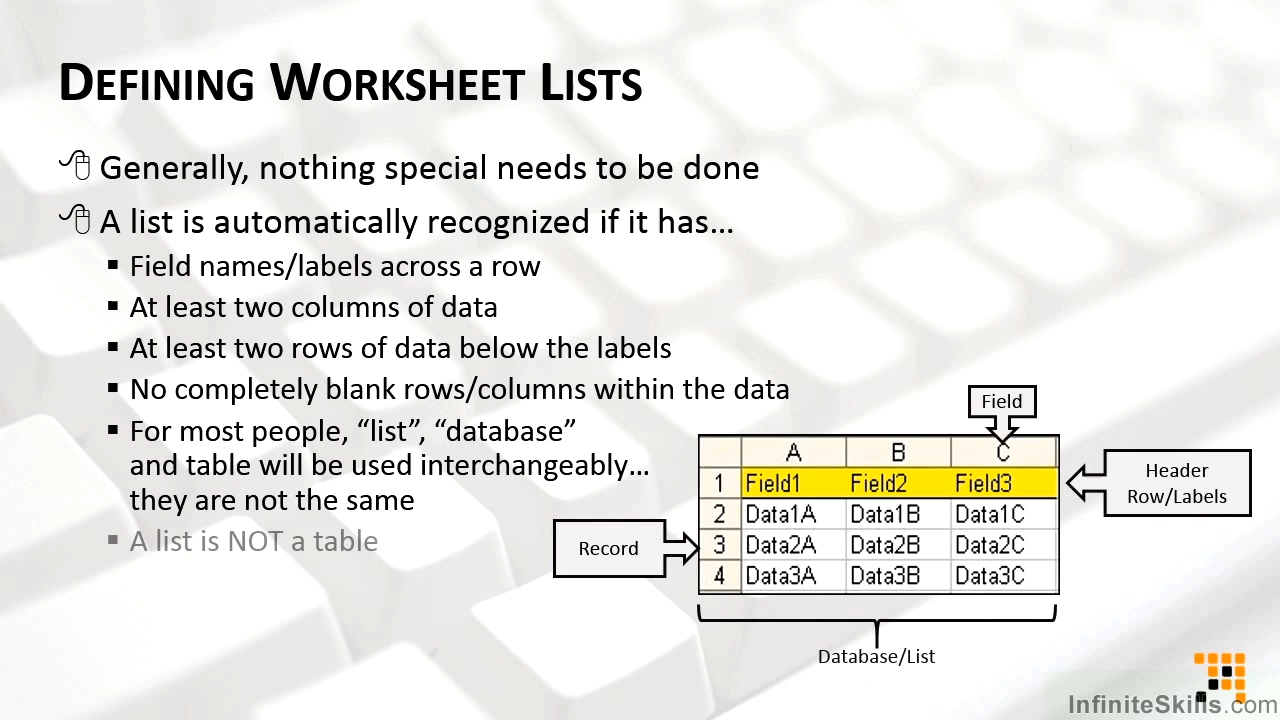 DEFINING WORKSHEET LISTS
Generally, nothing special needs to be done
A list is automatically recognized if it has...
Field names/labels across a row
At least two columns of data
At least two rows of data below the labels
No completely blank rows/columns within the data
For most people, “list”, “database”
and table will be used interchangeably...
they are not the same
A list is NOT a table
Field
A B C
1 Field1 Field2 Field3
2 Data1A Data1B Data1C
3 Data2A Data2B Data2C
4 Data3A Data3B Data3C
Header
Row/Labels
Record
Database/List
InfiniteSkills.com